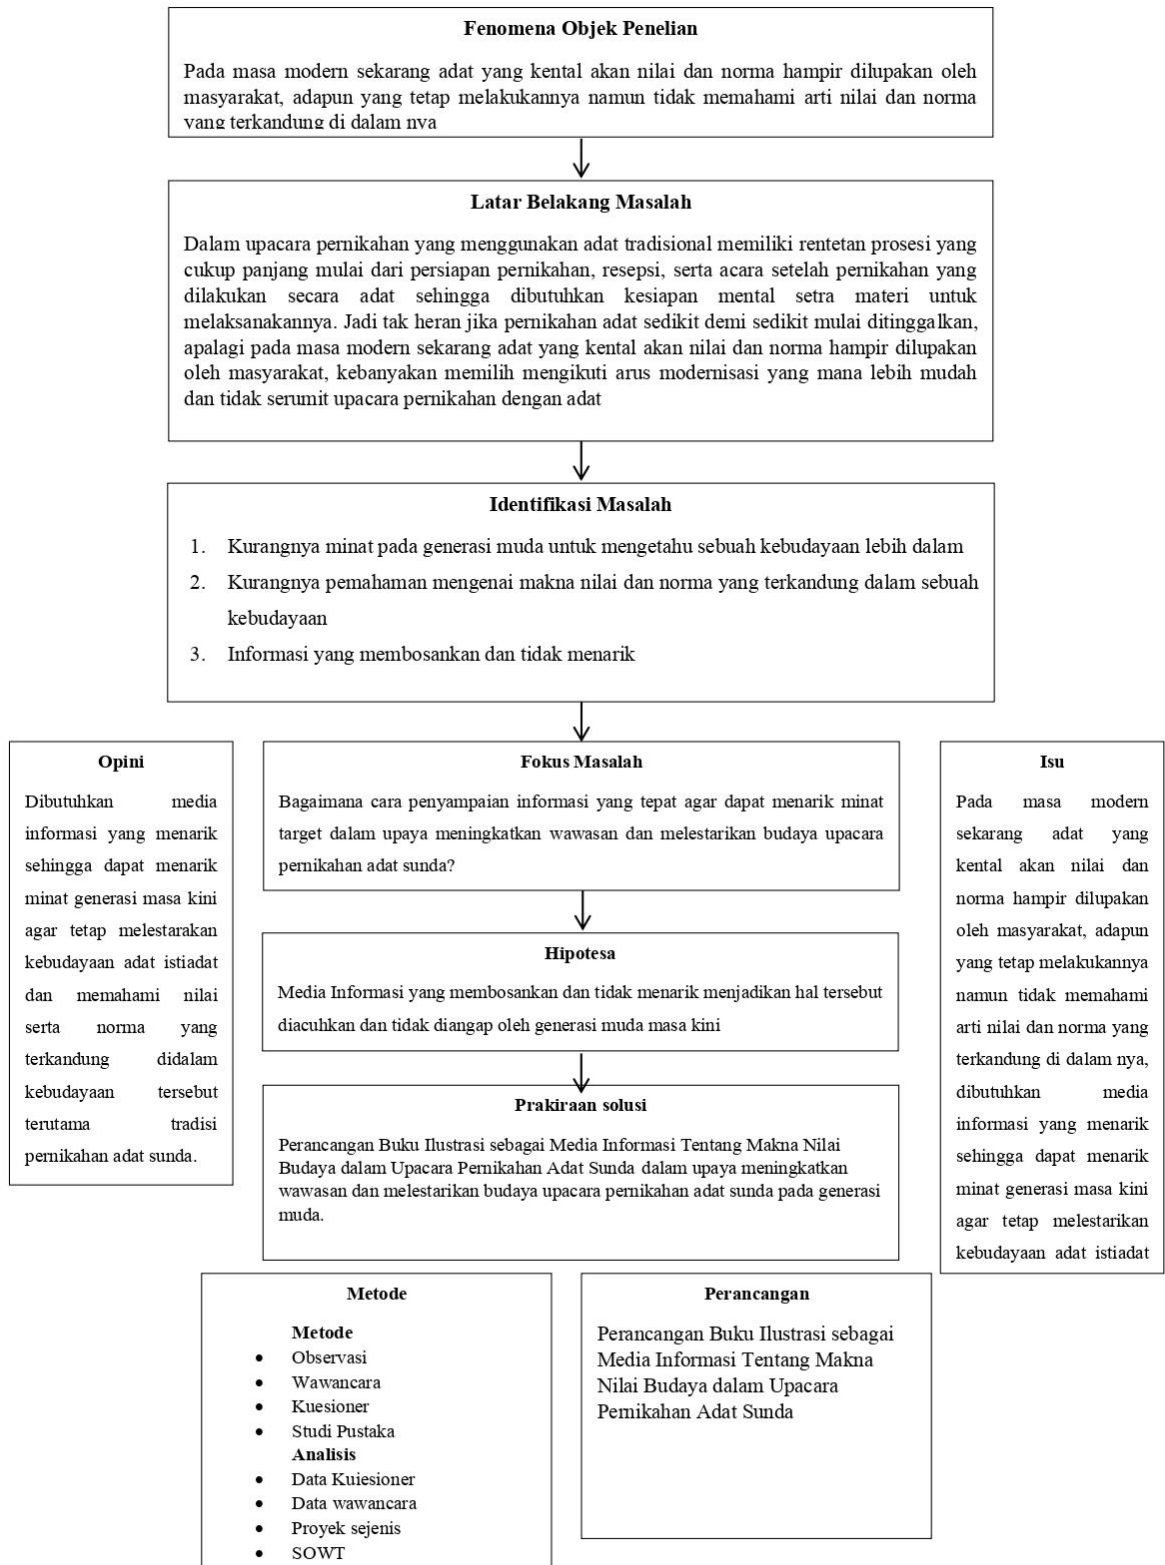 Fenomena Objek Penelian
Pada masa modern sekarang adat yang kental akan nilai dan norma hampir dilupakan oleh
masyarakat, adapun yang tetap melakukannya namun tidak memahami arti nilai dan norma
yang terkandung di dalam nya
Latar Belakang Masalah
Dalam upacara pernikahan yang menggunakan adat tradisional memiliki rentetan prosesi yang
cukup panjang mulai dari persiapan pernikahan, resepsi, serta acara setelah pernikahan yang
dilakukan secara adat sehingga dibutuhkan kesiapan mental setra materi untuk
melaksanakannya. Jadi tak heran jika pernikahan adat sedikit demi sedikit mulai ditinggalkan,
apalagi pada masa modern sekarang adat yang kental akan nilai dan norma hampir dilupakan
oleh masyarakat, kebanyakan memilih mengikuti arus modernisasi yang mana lebih mudah
dan tidak serumit upacara pernikahan dengan adat
Identifikasi Masalah
1. Kurangnya minat pada generasi muda untuk mengetahu sebuah kebudayaan lebih dalam
2. Kurangnya pemahaman mengenai makna nilai dan norma yang terkandung dalam sebuah
kebudayaan
3. Informasi yang membosankan dan tidak menarik
Opini
Dibutuhkan media
informasi yang menarik
sehingga dapat menarik
minat generasi masa kini
agar tetap melestarakan
kebudayaan adat istiadat
dan memahami nilai
serta norma yang
terkandung didalam
kebudayaan tersebut
terutama tradisi
pernikahan adat sunda.
Fokus Masalah
Bagaimana cara penyampaian informasi yang tepat agar dapat menarik minat
target dalam upaya meningkatkan wawasan dan melestarikan budaya upacara
pernikahan adat sunda?
Hipotesa
Media Informasi yang membosankan dan tidak menarik menjadikan hal tersebut
diacuhkan dan tidak diangap oleh generasi muda masa kini
Prakiraan solusi
Perancangan Buku Ilustrasi sebagai Media Informasi Tentang Makna Nilai
Budaya dalam Upacara Pernikahan Adat Sunda dalam upaya meningkatkan
wawasan dan melestarikan budaya upacara pernikahan adat sunda pada generasi
muda.
Isu
Pada masa modern
sekarang adat yang
kental akan nilai dan
norma hampir dilupakan
oleh masyarakat, adapun
yang tetap melakukannya
namun tidak memahami
arti nilai dan norma yang
terkandung di dalam nya,
dibutuhkan media
informasi yang menarik
sehingga dapat menarik
minat generasi masa kini
agar tetap melestarikan
kebudayaan adat istiadat
Metode
Metode
• Observasi
• Wawancara
• Kuesioner
• Studi Pustaka
Analisis
• Data Kuiesioner
• Data wawancara
• Proyek sejenis
• SOWT
Perancangan
Perancangan Buku Ilustrasi sebagai
Media Informasi Tentang Makna
Nilai Budaya dalam Upacara
Pernikahan Adat Sunda